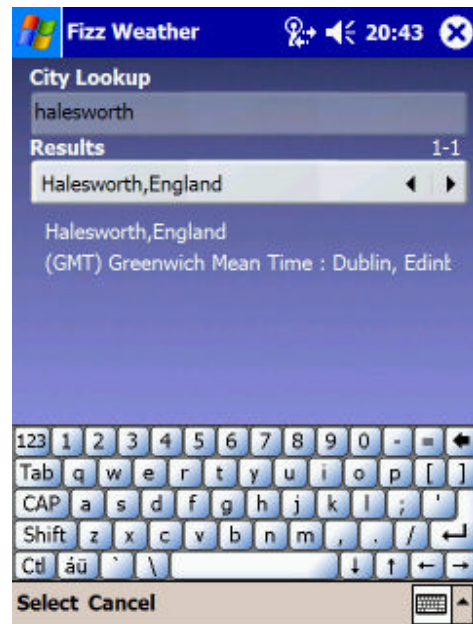 Fizz Weather 20:43
City Lookup
halesworth
Results 1-1
Halesworth,England
Halesworth,England
(GMT) Greenwich Mean Time : Dublin, Edint
123 1 2 3 4 5 6 7 8 9 0 - =
Tab q w e r t y u i o p [ ]
CAP a s d f g h j k l ; '
Shift z x c v b n m , . /
Ctl áü ` \
Select Cancel